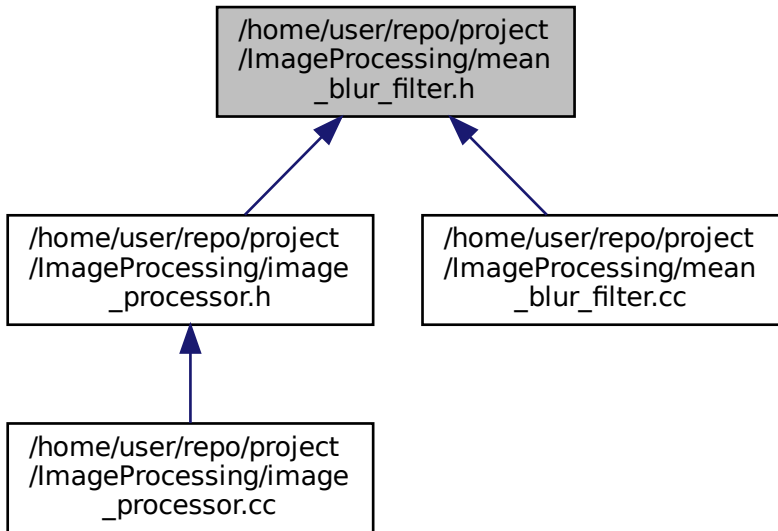 /home/user/repo/project
/ImageProcessing/mean
_blur_filter.h
/home/user/repo/project
/ImageProcessing/image
_processor.h
/home/user/repo/project
/ImageProcessing/mean
_blur_filter.cc
/home/user/repo/project
/ImageProcessing/image
_processor.cc